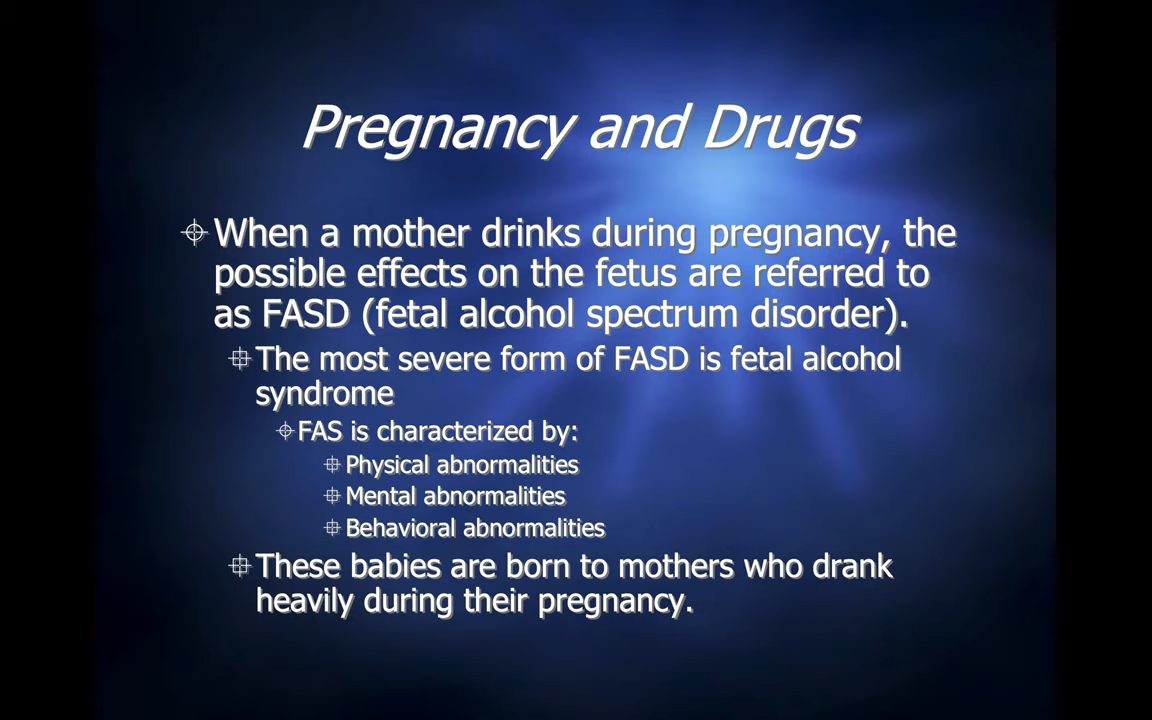 Pregnancy and Drugs
When a mother drinks during pregnancy, the
possible effects on the fetus are referred to
as FASD (fetal alcohol spectrum disorder).
The most severe form of FASD is fetal alcohol
syndrome
FAS is characterized by:
Physical abnormalities
Mental abnormalities
Behavioral abnormalities
These babies are born to mothers who drank
heavily during their pregnancy.